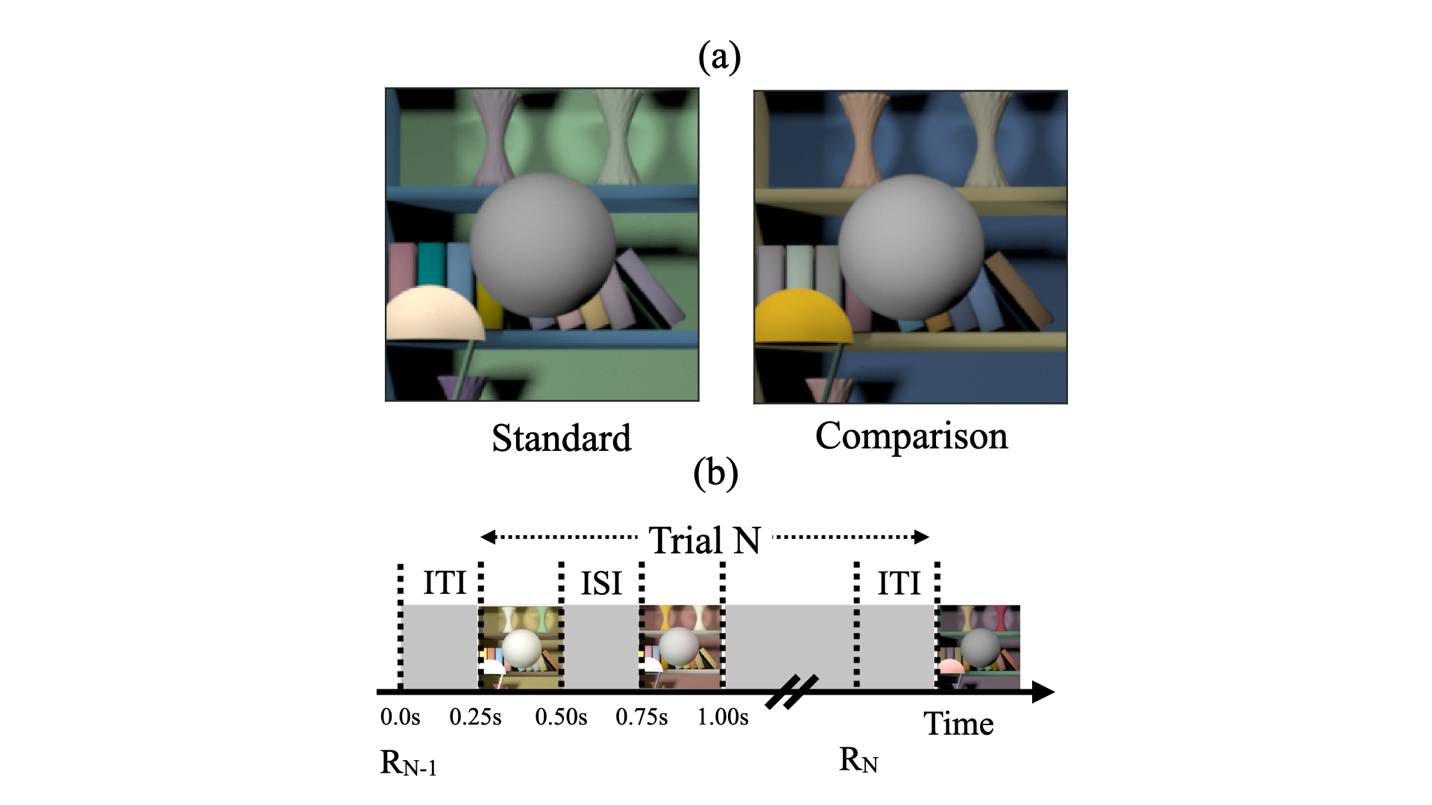 (a)
Standard
Comparison
(b)
Trial N
ITI
ISI
ITI
0.0s
0.25s
0.50s
0.75s
1.00s
Time
RN-1
RN